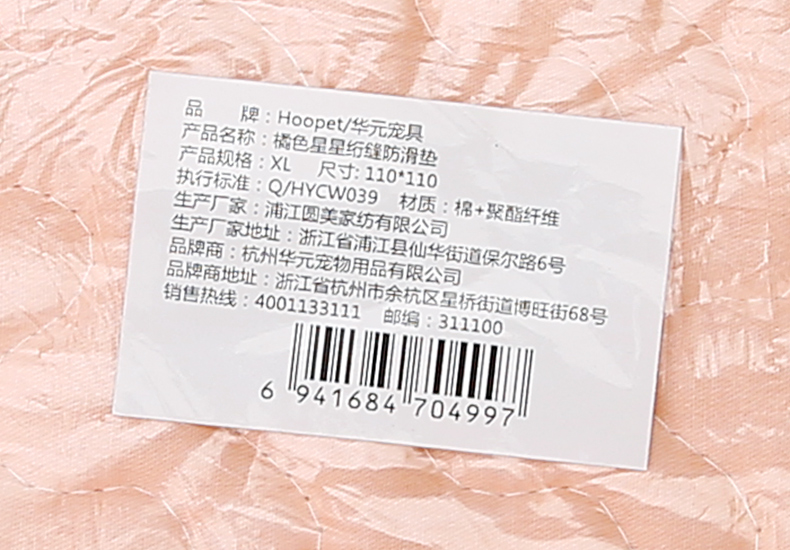 品　　牌：Hoopet/华元宠具
产品名称：橘色星星绗缝防滑垫
产品规格：XL　尺寸: 110*110
执行标准：Q/HYCW039　材质：棉+聚酯纤维
生产厂家：浦江圆美家纺有限公司
生产厂家地址：浙江省浦江县仙华街道保尔路6号
品牌商：杭州华元宠物用品有限公司
品牌商地址：浙江省杭州市余杭区星桥街道博旺街68号
销售热线：4001133111　邮编：311100
6 941684 704997